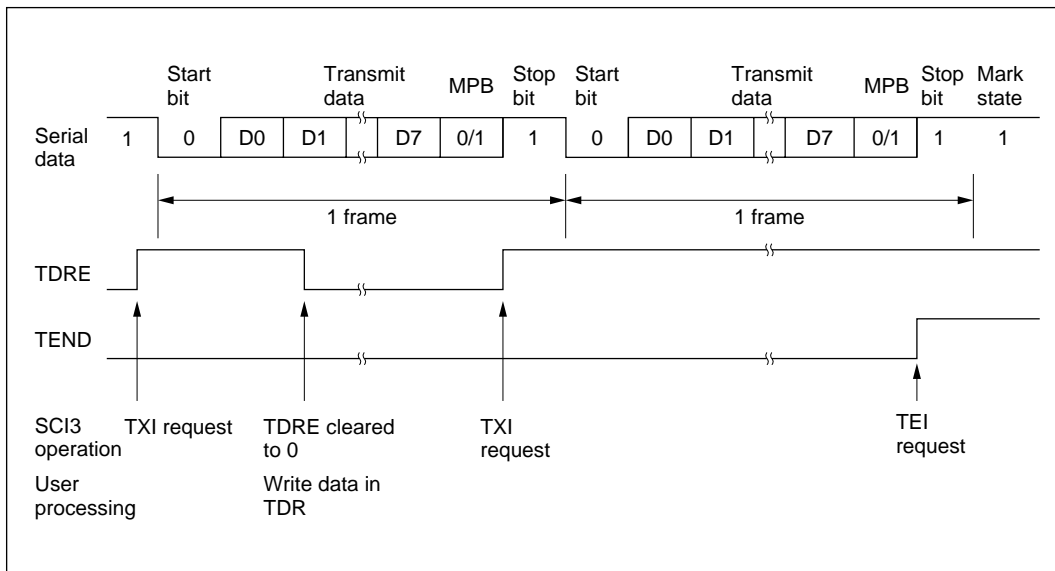 Start bit
Transmit data
MPB
Stop bit
Start bit
Transmit data
MPB
Stop bit
Mark state
Serial data
1 0 D0 D1 D7 0/1 1 0 D0 D1 D7 0/1 1 1
1 frame
1 frame
TDRE
TEND
SCI3 operation
TXI request
TDRE cleared to 0
TXI request
TEI request
User processing
Write data in TDR